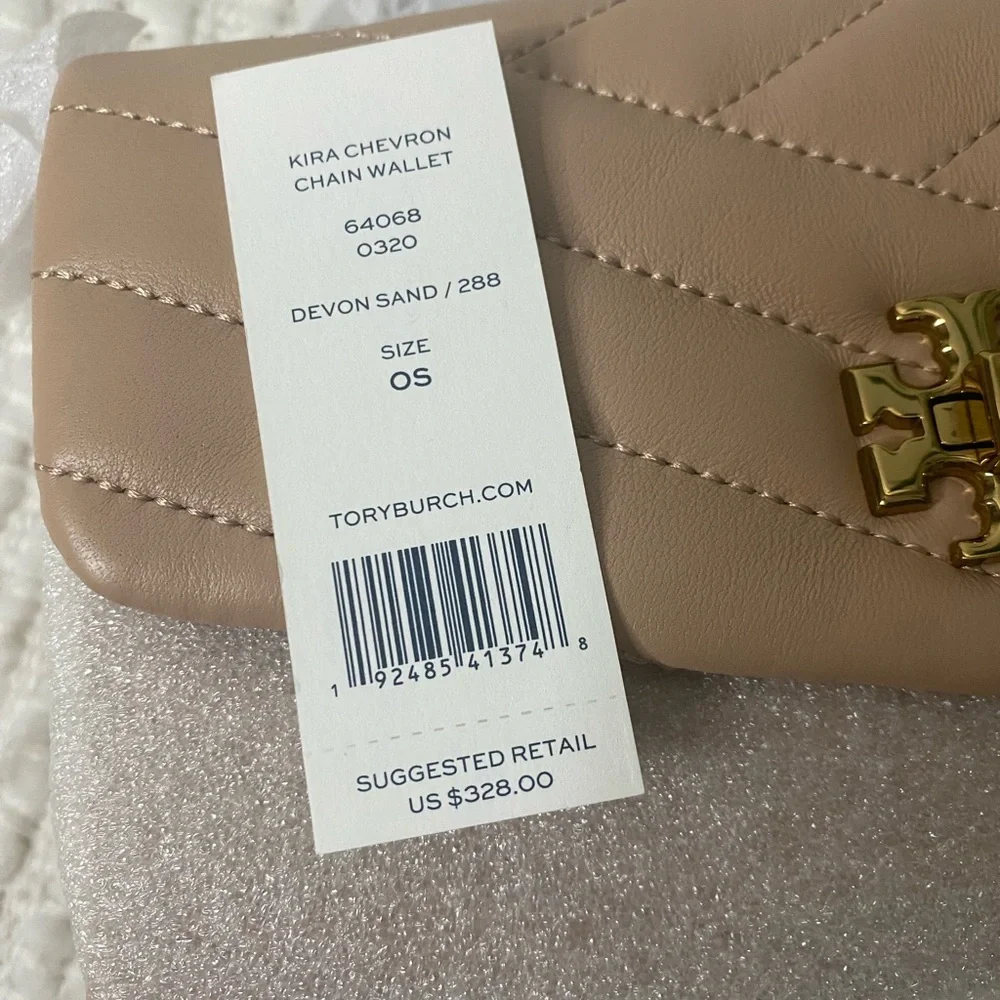 KIRA CHEVRON
CHAIN WALLET
64068
0320
DEVON SAND / 288
SIZE
OS
TORYBURCH.COM
1 92485 41374 8
SUGGESTED RETAIL
US $328.00